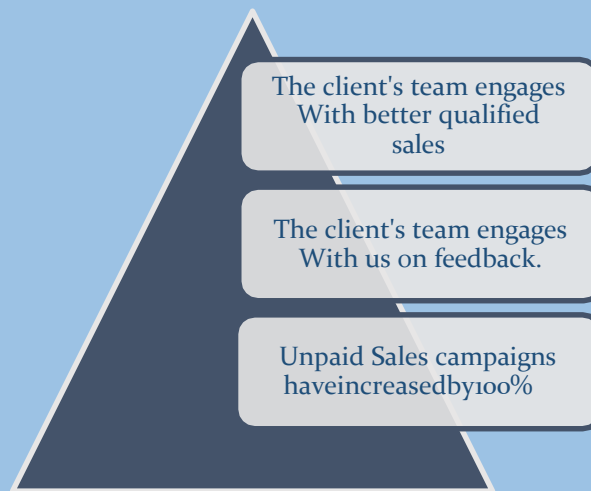 The client's team engages
With better qualified
sales
The client's team engages
With us on feedback.
Unpaid Sales campaigns
haveincreasedby100%